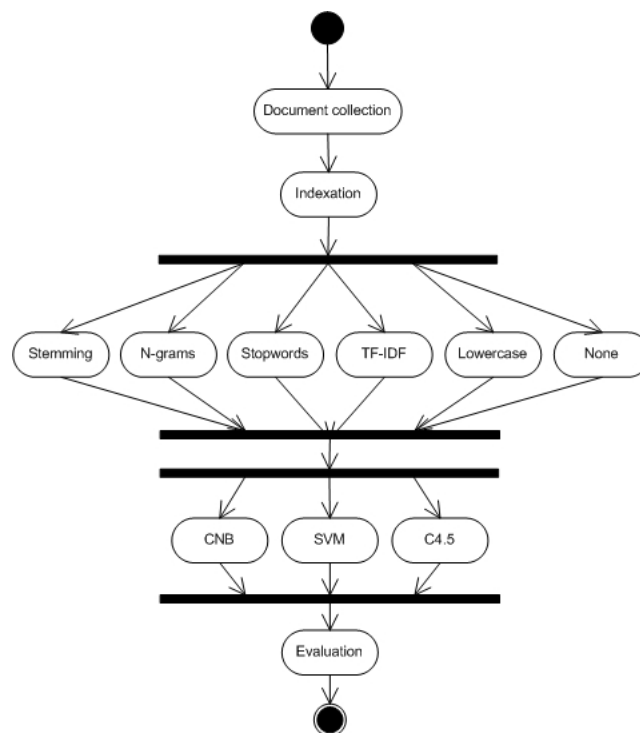 Document collection
Indexation
Stemming
N-grams
Stopwords
TF-IDF
Lowercase
None
CNB
SVM
C4.5
Evaluation